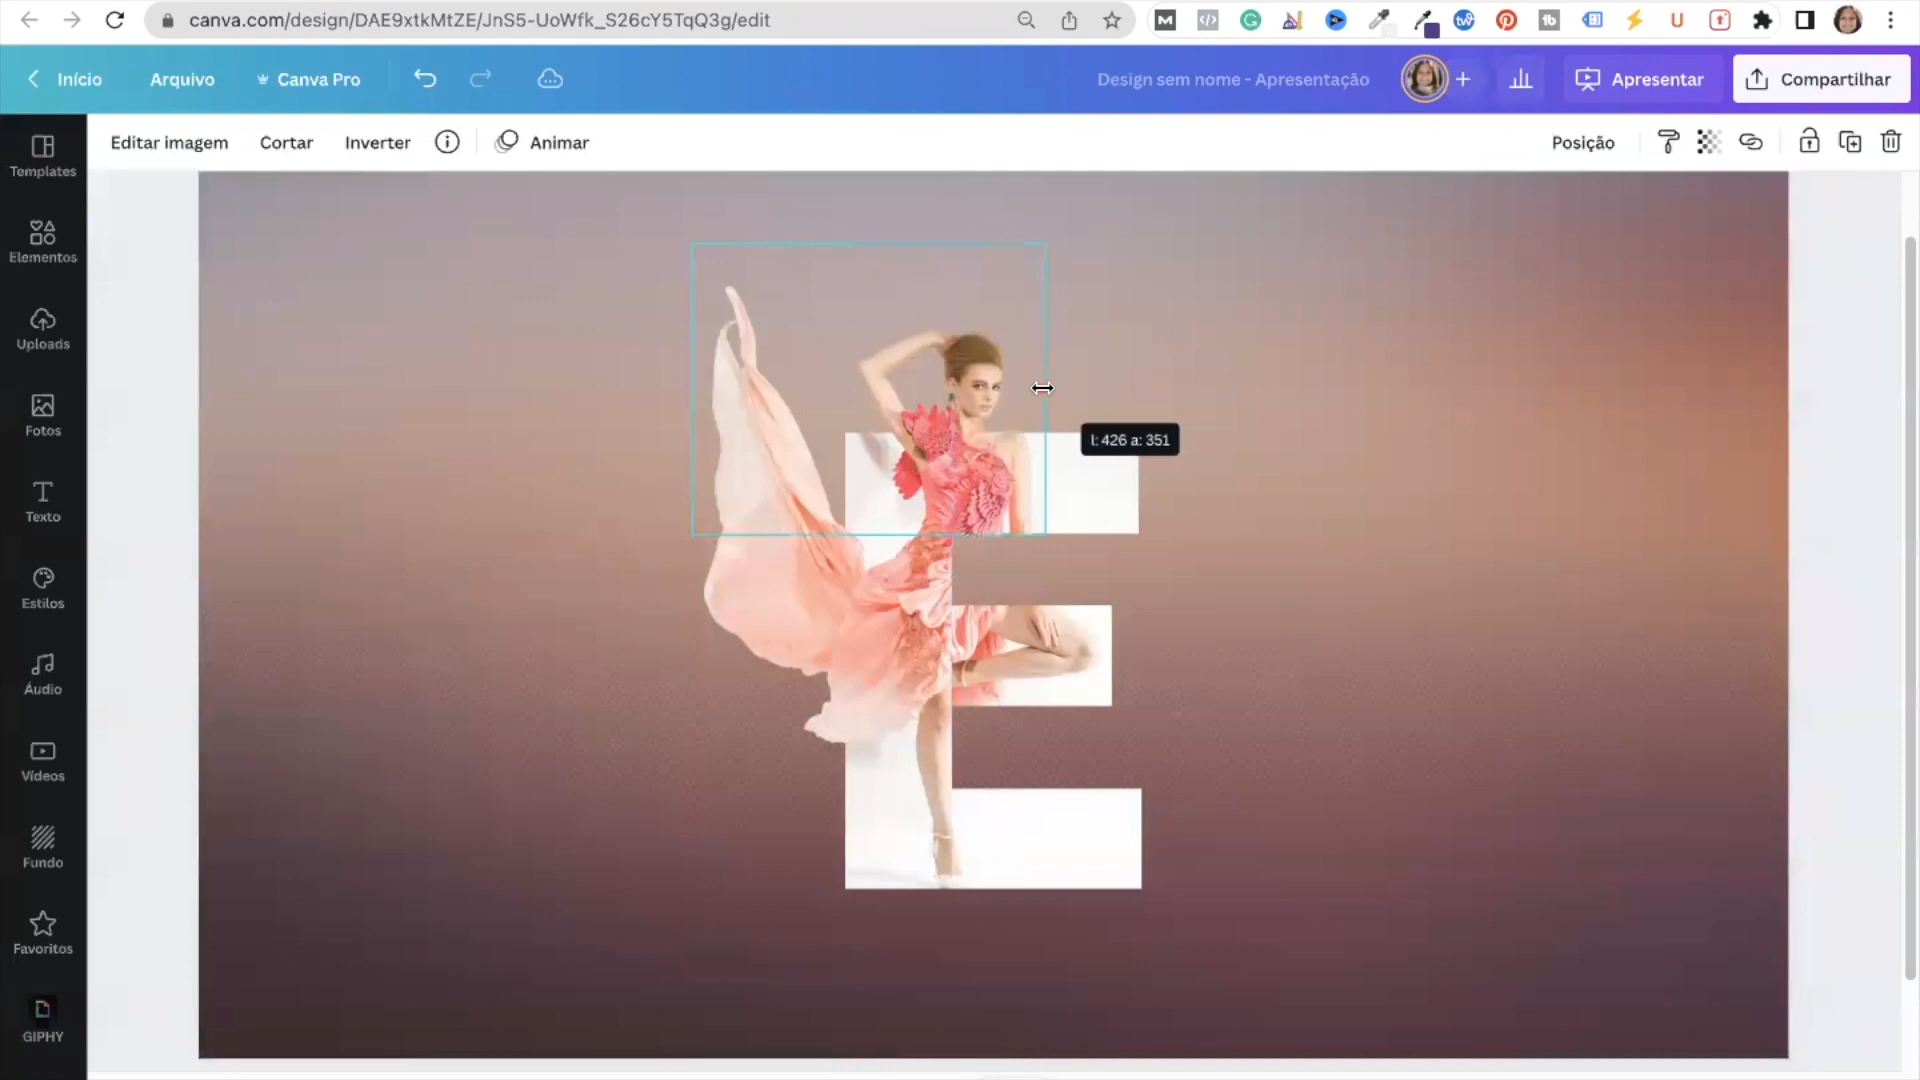 canva.com/design/DAE9xtkMtZE/JnS5-UoWfk_S26cY5TqQ3g/edit
Início
Arquivo
Canva Pro
Design sem nome - Apresentação
Apresentar
Compartilhar
Editar imagem
Cortar
Inverter
Animar
Posição
Templates
Elementos
Uploads
Fotos
Texto
Estilos
Áudio
Vídeos
Fundo
Favoritos
GIPHY
l: 426 a: 351
E